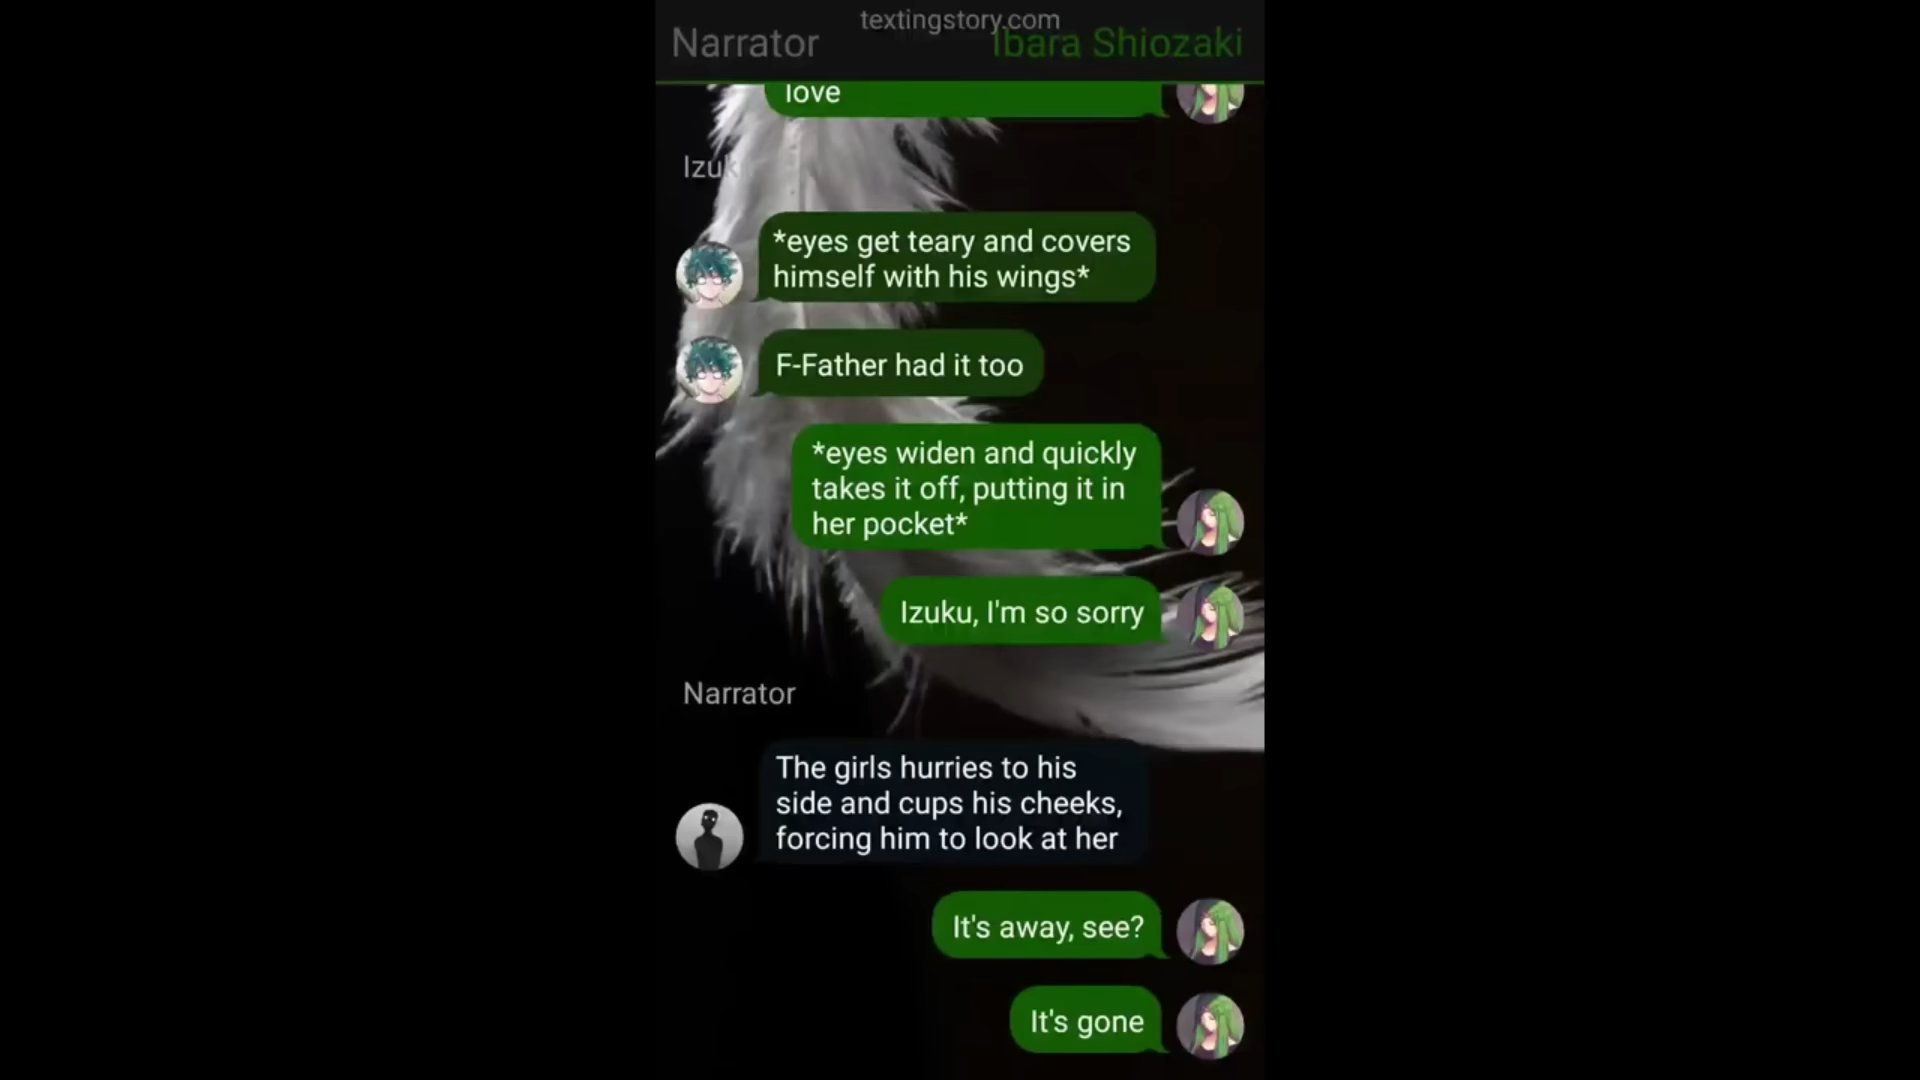 textingstory.com
Narrator
Ibara Shiozaki
love
Izuk
*eyes get teary and covers
himself with his wings*
F-Father had it too
*eyes widen and quickly
takes it off, putting it in
her pocket*
Izuku, I'm so sorry
Narrator
The girls hurries to his
side and cups his cheeks,
forcing him to look at her
It's away, see?
It's gone